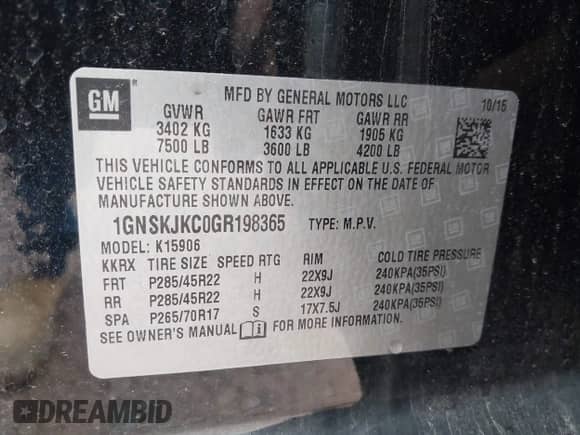 GM
MFD BY GENERAL MOTORS LLC 10/15
GVWR GAWR FRT GAWR RR
3402 KG 1633 KG 1905 KG
7500 LB 3600 LB 4200 LB
THIS VEHICLE CONFORMS TO ALL APPLICABLE U.S. FEDERAL MOTOR
VEHICLE SAFETY STANDARDS IN EFFECT ON THE DATE OF
MANUFACTURE SHOWN ABOVE.
1GNSKJKC0GR198365 TYPE: M.P.V.
MODEL: K15906
KKRX TIRE SIZE SPEED RTG RIM COLD TIRE PRESSURE
FRT P285/45R22 H 22X9J 240KPA(35PSI)
RR P285/45R22 H 22X9J 240KPA(35PSI)
SPA P265/70R17 S 17X7.5J 240KPA(35PSI)
SEE OWNER'S MANUAL FOR MORE INFORMATION.
DREAMBID